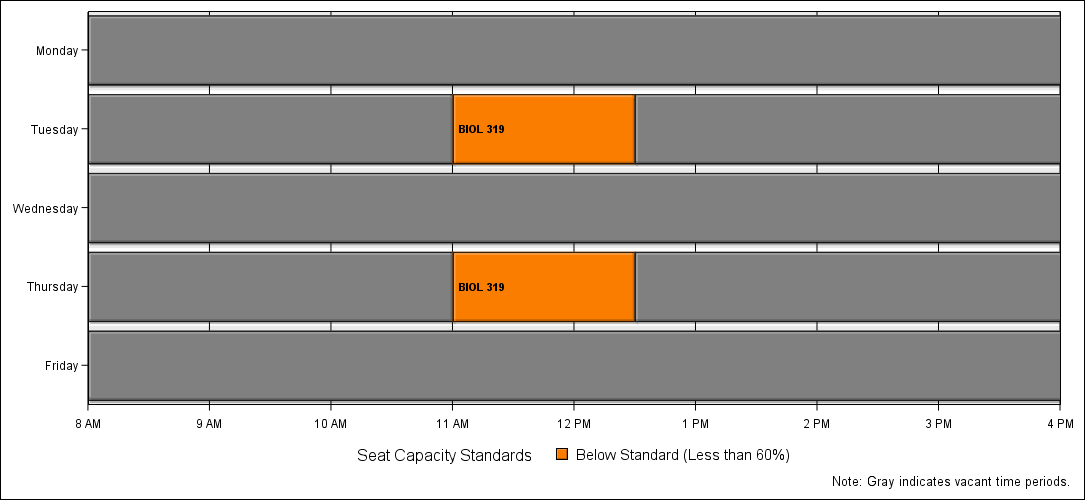 Monday
Tuesday
BIOL 319
Wednesday
Thursday
BIOL 319
Friday
8 AM 9 AM 10 AM 11 AM 12 PM 1 PM 2 PM 3 PM 4 PM
Seat Capacity Standards Below Standard (Less than 60%)
Note: Gray indicates vacant time periods.